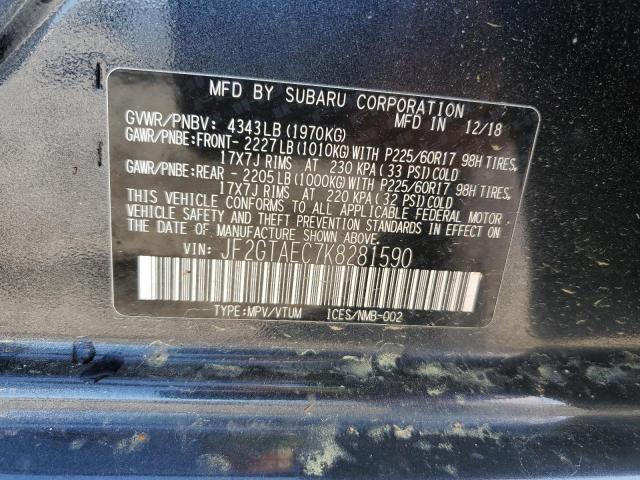 MFD BY SUBARU CORPORATION
MFD IN 12/18
GVWR/PNBV: 4343LB(1970KG)
GAWR/PNBE:FRONT- 2227LB(1010KG)WITH P225/60R17 98H TIRES,
17X7J RIMS AT 230 KPA(33 PSI)COLD
GAWR/PNBE:REAR - 2205LB(1000KG)WITH P225/60R17 98H TIRES,
17X7J RIMS AT 220 KPA(32 PSI)COLD
THIS VEHICLE CONFORMS TO ALL APPLICABLE FEDERAL MOTOR
VEHICLE SAFETY AND THEFT PREVENTION STANDARDS IN EFFECT ON
THE DATE OF MANUFACTURE SHOWN ABOVE.
VIN: JF2GTAEC7K8281590
TYPE:MPV/VTUM ICES/NMB-002